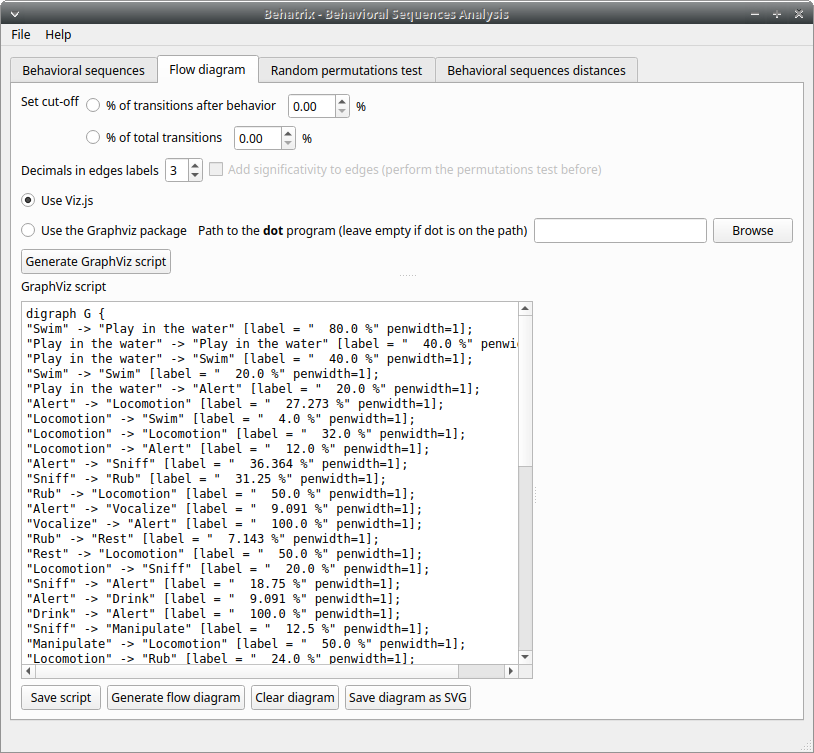 Behatrix - Behavioral Sequences Analysis
File Help
Behavioral sequences Flow diagram Random permutations test Behavioral sequences distances
Set cut-off % of transitions after behavior 0.00 %
% of total transitions 0.00 %
Decimals in edges labels 3 Add significativity to edges (perform the permutations test before)
Use Viz.js
Use the Graphviz package Path to the dot program (leave empty if dot is on the path) Browse
Generate GraphViz script
GraphViz script
digraph G {
"Swim" -> "Play in the water" [label = "  80.0 %" penwidth=1];
"Play in the water" -> "Play in the water" [label = "  40.0 %" penwi
"Play in the water" -> "Swim" [label = "  40.0 %" penwidth=1];
"Swim" -> "Swim" [label = "  20.0 %" penwidth=1];
"Play in the water" -> "Alert" [label = "  20.0 %" penwidth=1];
"Alert" -> "Locomotion" [label = "  27.273 %" penwidth=1];
"Locomotion" -> "Swim" [label = "  4.0 %" penwidth=1];
"Locomotion" -> "Locomotion" [label = "  32.0 %" penwidth=1];
"Locomotion" -> "Alert" [label = "  12.0 %" penwidth=1];
"Alert" -> "Sniff" [label = "  36.364 %" penwidth=1];
"Sniff" -> "Rub" [label = "  31.25 %" penwidth=1];
"Rub" -> "Locomotion" [label = "  50.0 %" penwidth=1];
"Alert" -> "Vocalize" [label = "  9.091 %" penwidth=1];
"Vocalize" -> "Alert" [label = "  100.0 %" penwidth=1];
"Rub" -> "Rest" [label = "  7.143 %" penwidth=1];
"Rest" -> "Locomotion" [label = "  50.0 %" penwidth=1];
"Locomotion" -> "Sniff" [label = "  20.0 %" penwidth=1];
"Sniff" -> "Alert" [label = "  18.75 %" penwidth=1];
"Alert" -> "Drink" [label = "  9.091 %" penwidth=1];
"Drink" -> "Alert" [label = "  100.0 %" penwidth=1];
"Sniff" -> "Manipulate" [label = "  12.5 %" penwidth=1];
"Manipulate" -> "Locomotion" [label = "  50.0 %" penwidth=1];
"Locomotion" -> "Rub" [label = "  24.0 %" penwidth=1];
Save script Generate flow diagram Clear diagram Save diagram as SVG